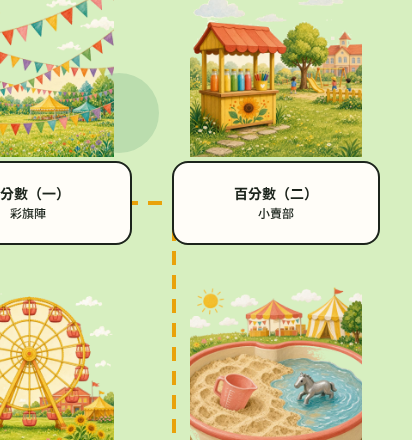 分數（一）
彩旗陣
百分數（二）
小賣部